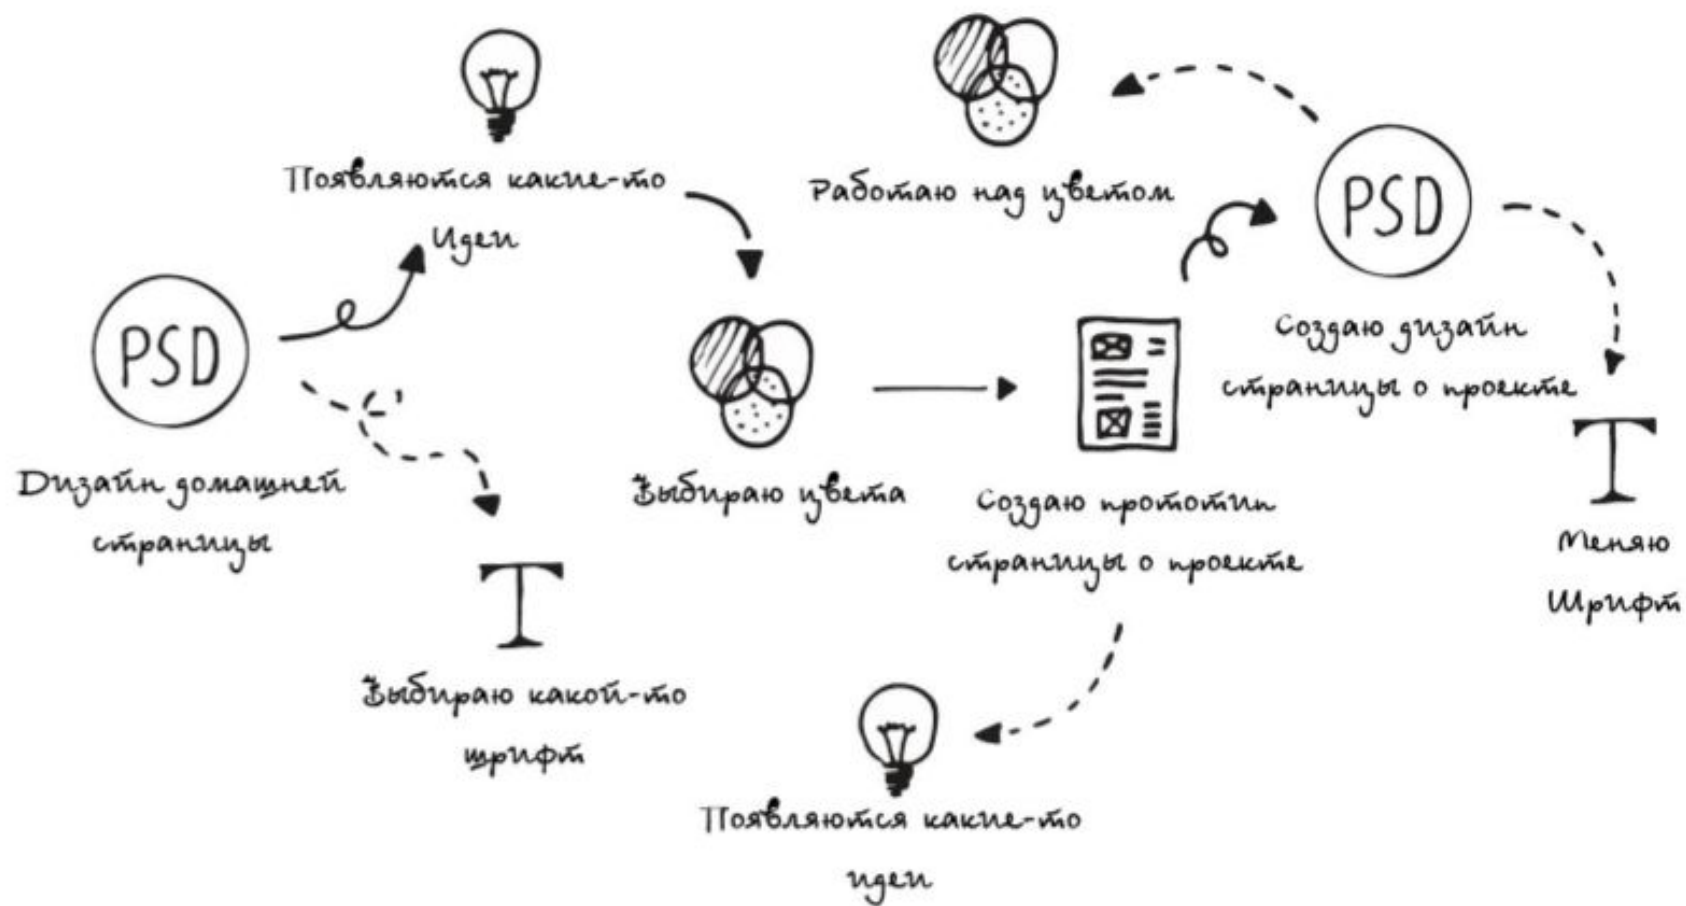 PSD
Дизайн домашней
страницы
Появляются какие-то
Идеи
Выбираю какой-то
шрифт
Выбираю цвета
Создаю прототип
страницы о проекте
Появляются какие-то
идеи
Работаю над цветом
PSD
Создаю дизайн
страницы о проекте
Меняю
Шрифт